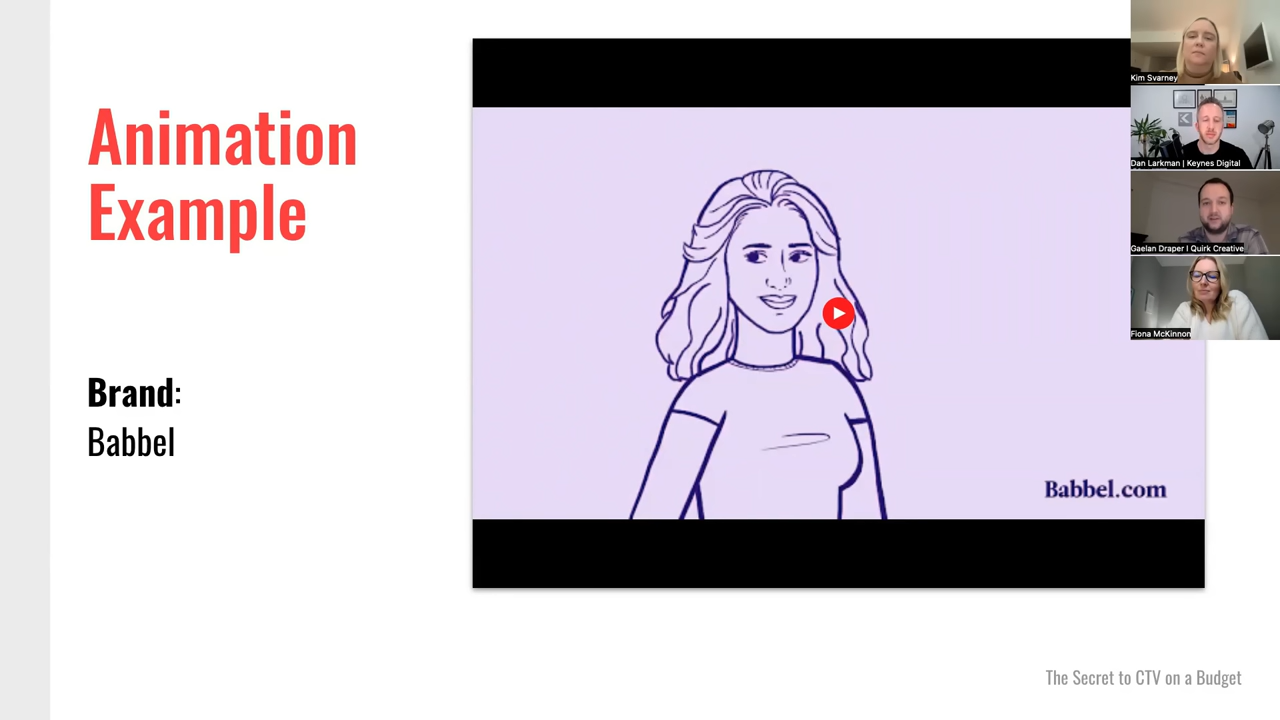 Animation
Example
Brand:
Babbel
Babbel.com
Kim Svarney
Dan Larkman | Keynes Digital
Gaelan Draper I Quirk Creative
Fiona McKinnon
The Secret to CTV on a Budget